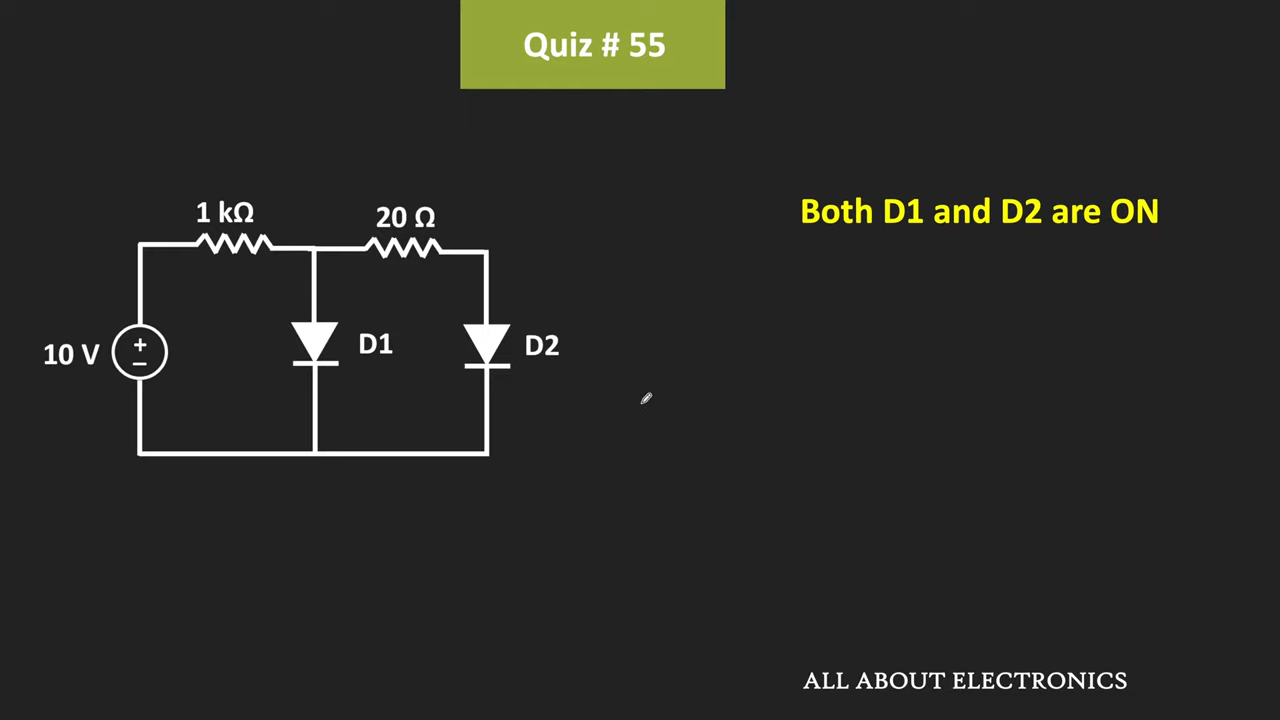 Quiz # 55
1 kΩ
20 Ω
Both D1 and D2 are ON
10 V
+
−
D1
D2
ALL ABOUT ELECTRONICS